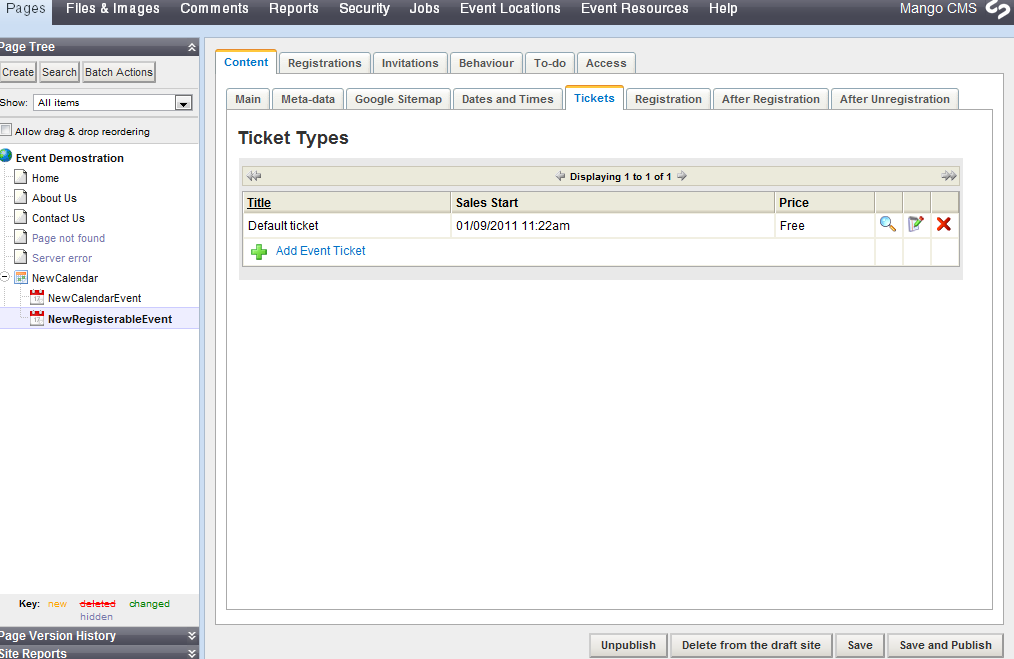 Pages Files & Images Comments Reports Security Jobs Event Locations Event Resources Help Mango CMS
Page Tree
Create Search Batch Actions
Show: All items
Allow drag & drop reordering
Event Demostration
Home
About Us
Contact Us
Page not found
Server error
NewCalendar
NewCalendarEvent
NewRegisterableEvent
Key: new deleted changed
hidden
Page Version History
Site Reports
Content Registrations Invitations Behaviour To-do Access
Main Meta-data Google Sitemap Dates and Times Tickets Registration After Registration After Unregistration
Ticket Types
Displaying 1 to 1 of 1
Title Sales Start Price
Default ticket 01/09/2011 11:22am Free
Add Event Ticket
Unpublish Delete from the draft site Save Save and Publish